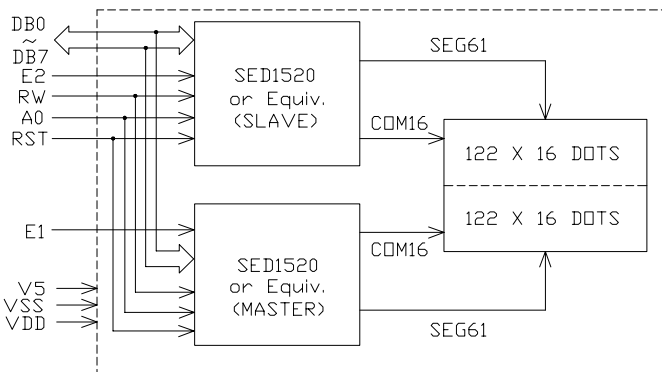 DB0
~
DB7
E2
RW
A0
RST
SED1520
or Equiv.
(SLAVE)
SEG61
COM16
122 X 16 DOTS
122 X 16 DOTS
E1
SED1520
or Equiv.
(MASTER)
COM16
SEG61
V5
VSS
VDD